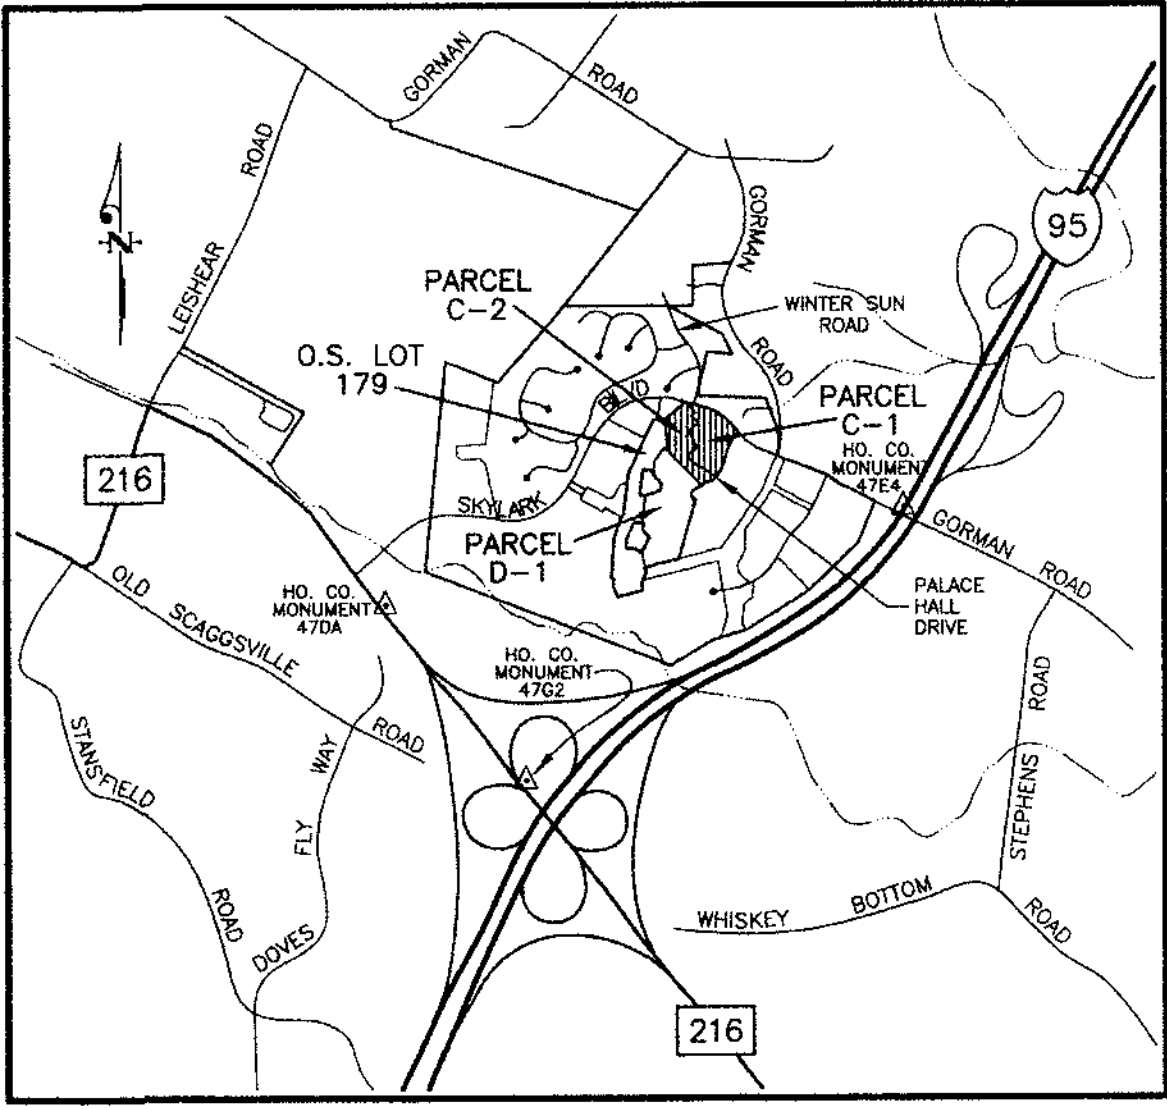 GORMAN
ROAD
ROAD
LEISHEAR
N
GORMAN
ROAD
95
PARCEL
C-2
WINTER SUN
ROAD
O.S. LOT
179
BLVD
PARCEL
C-1
HO. CO.
MONUMENT
47E4
216
SKYLARK
PARCEL
D-1
GORMAN
ROAD
OLD
SCAGGSVILLE
ROAD
HO. CO.
MONUMENT
47DA
PALACE
HALL
DRIVE
HO. CO.
MONUMENT
47G2
STANSFIELD
ROAD
DOVES
FLY
WAY
STEPHENS
ROAD
WHISKEY
BOTTOM
ROAD
216